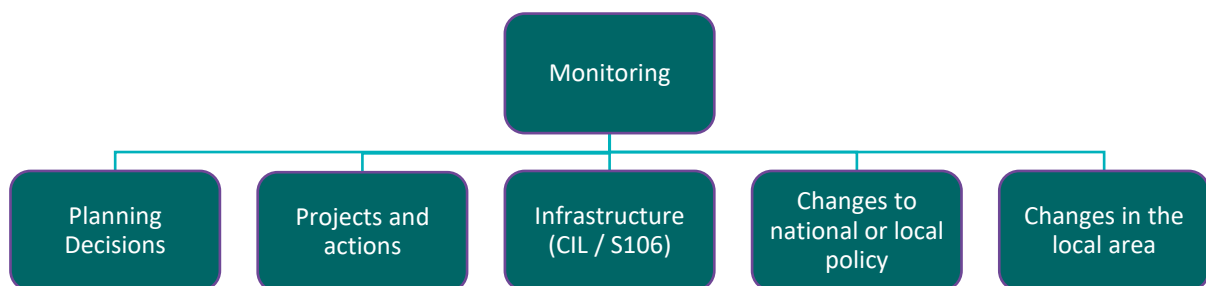 Monitoring
Planning
Decisions
Projects and
actions
Infrastructure
(CIL / S106)
Changes to
national or local
policy
Changes in the
local area